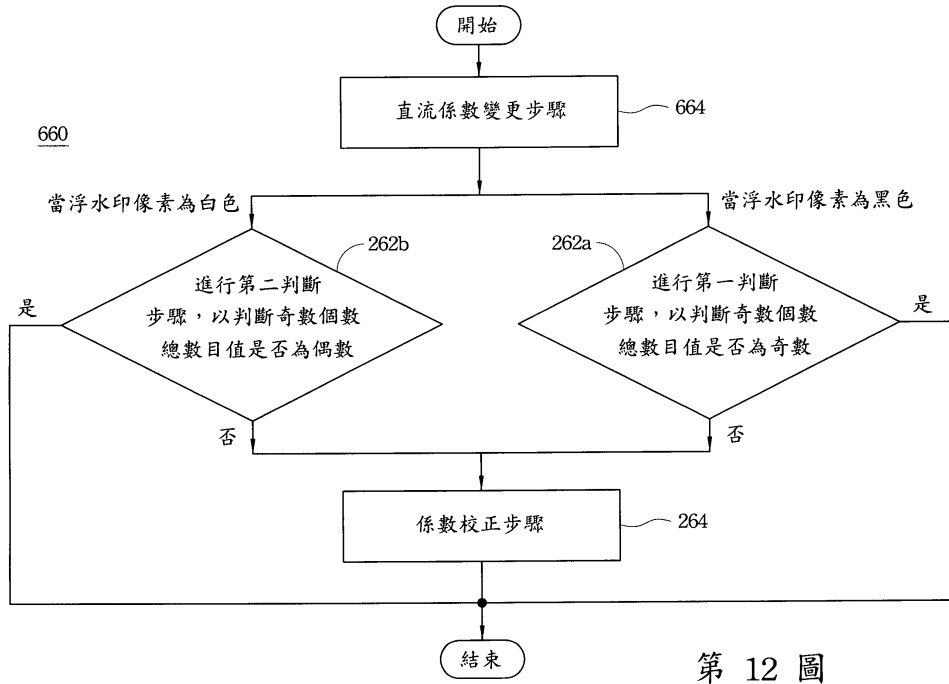 開始
直流係數變更步驟
664
660
當浮水印像素為白色
當浮水印像素為黑色
262b
262a
進行第二判斷
步驟，以判斷奇數個數
總數目值是否為偶數
進行第一判斷
步驟，以判斷奇數個數
總數目值是否為奇數
是
是
否
否
係數校正步驟
264
結束
第 12 圖